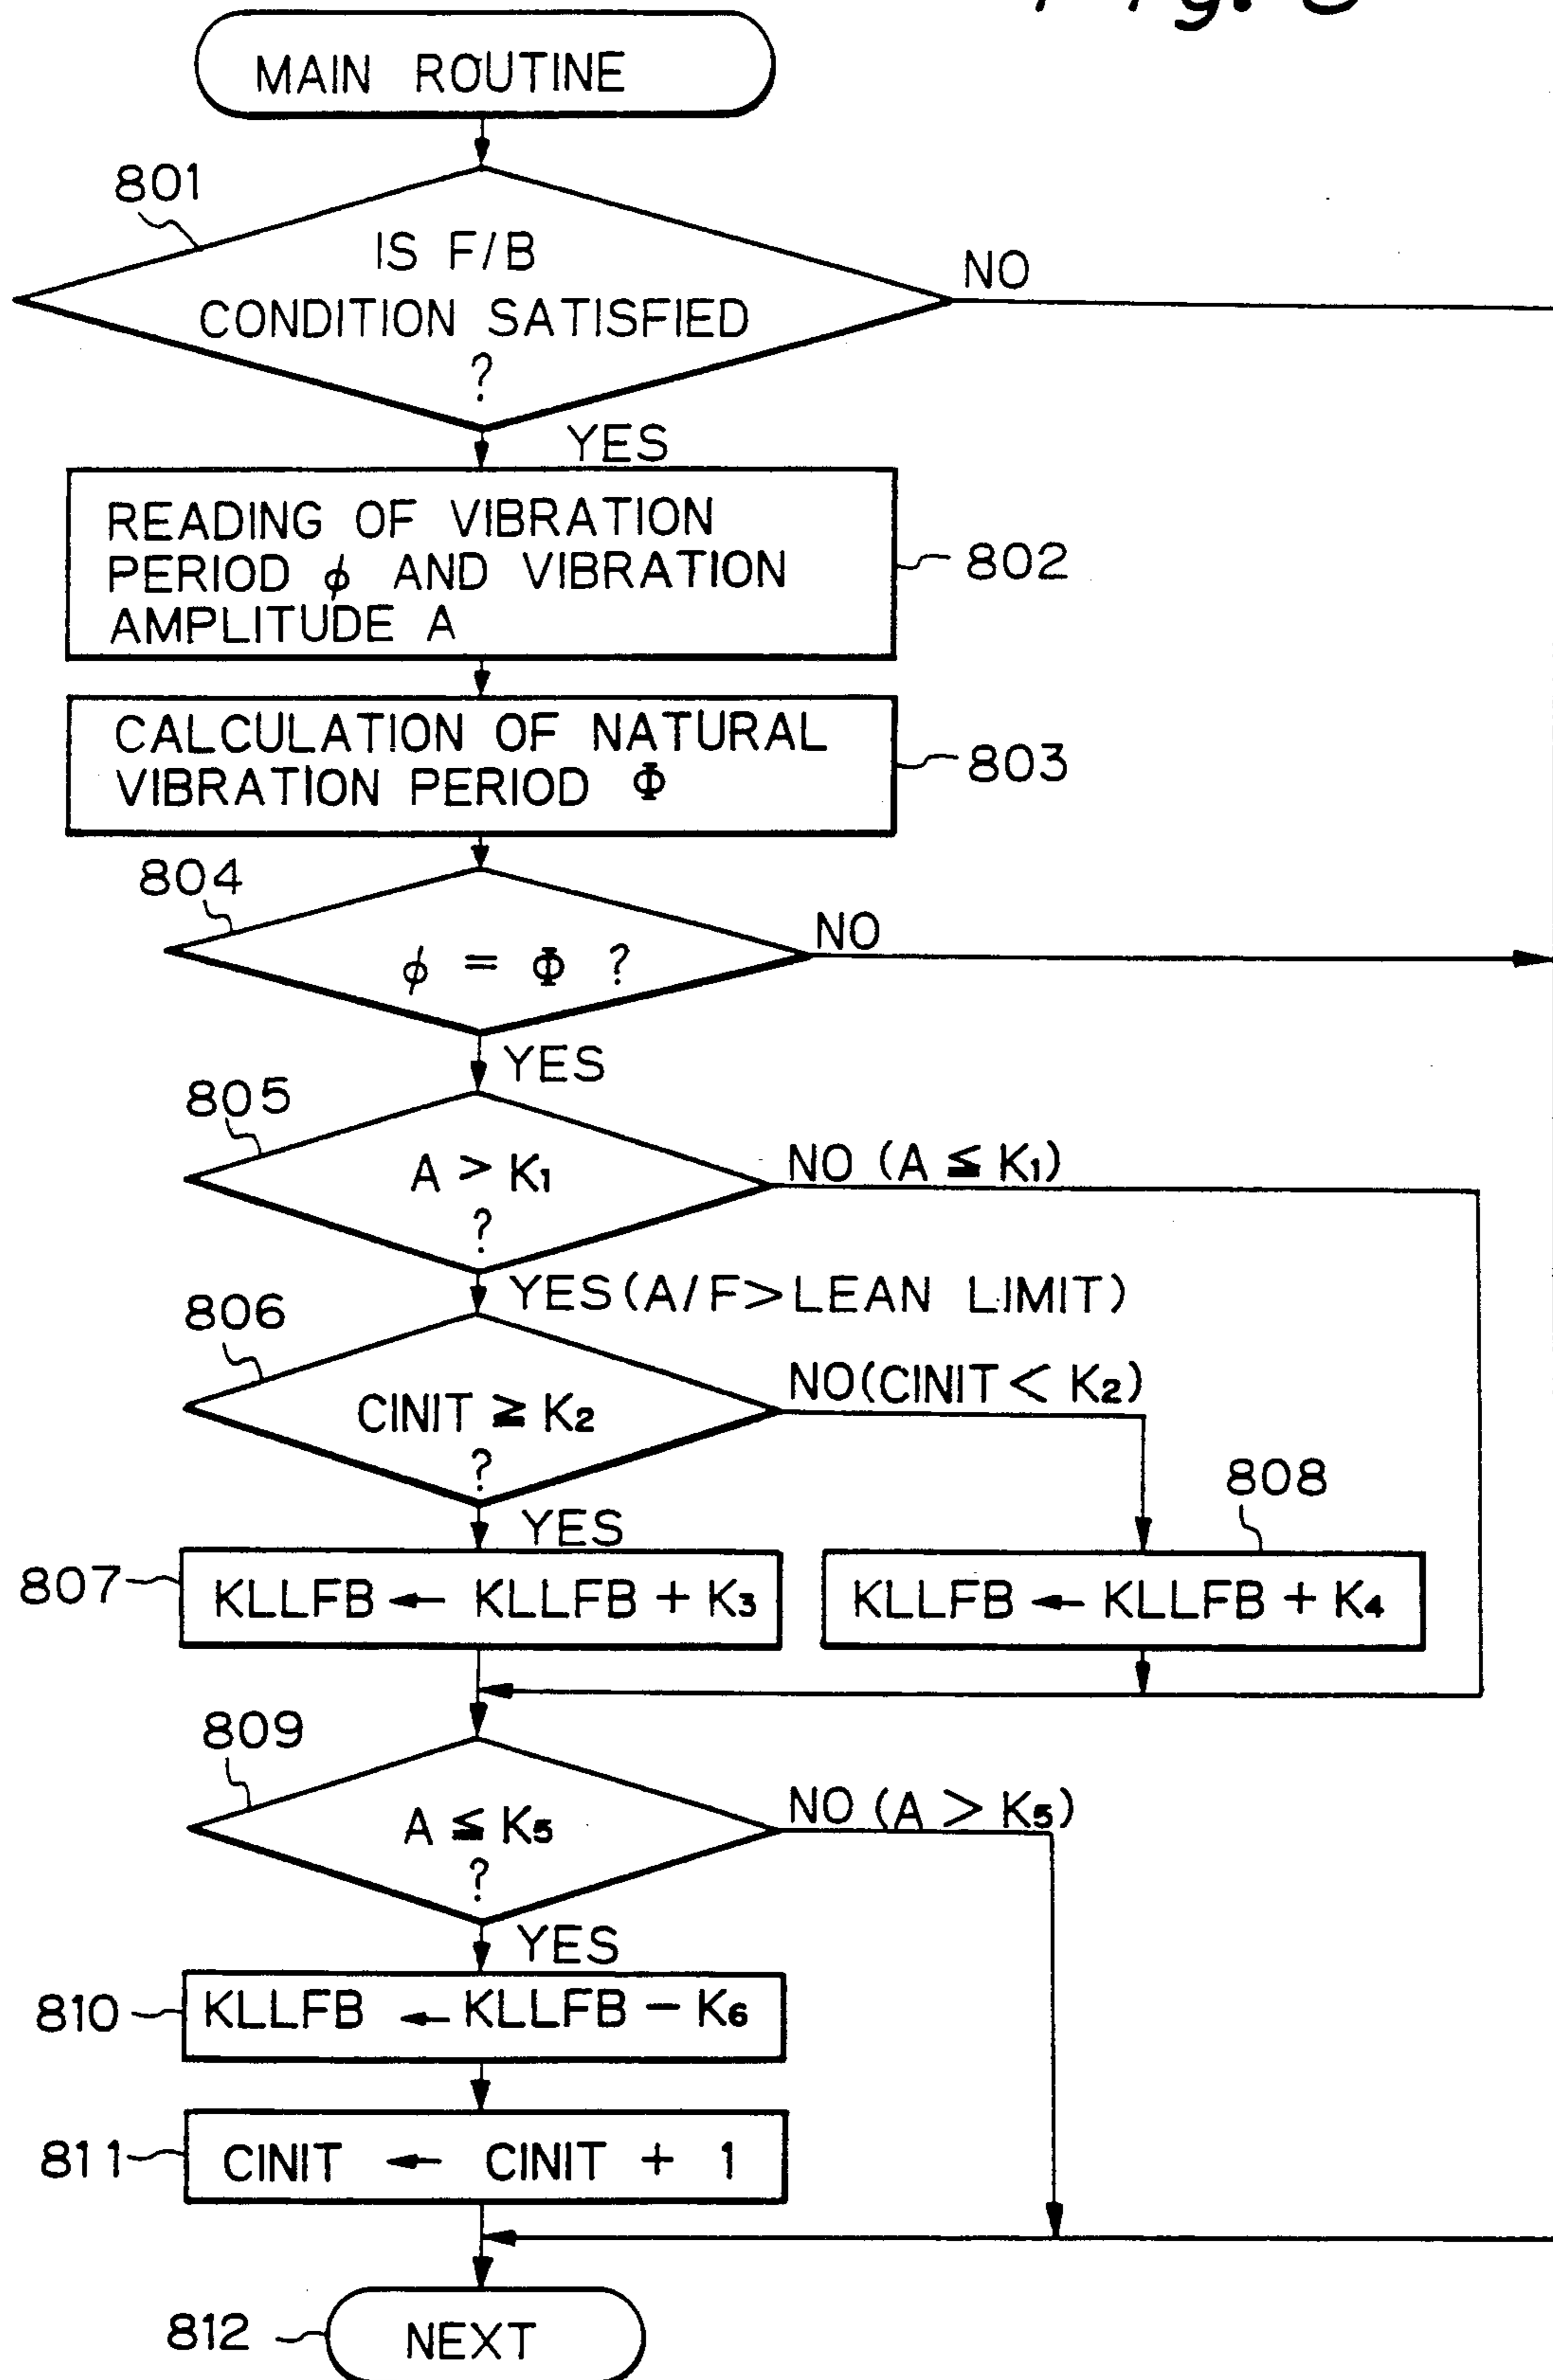 MAIN ROUTINE
801
IS F/B
CONDITION SATISFIED
?
NO
YES
READING OF VIBRATION
PERIOD ϕ AND VIBRATION
AMPLITUDE A
802
CALCULATION OF NATURAL
VIBRATION PERIOD Φ
803
804
ϕ = Φ ?
NO
YES
805
A > K1
?
NO (A ≦ K1)
YES (A/F > LEAN LIMIT)
806
CINIT ≧ K2
?
NO (CINIT < K2)
YES
807
KLLFB ← KLLFB + K3
808
KLLFB ← KLLFB + K4
809
A ≦ K5
?
NO (A > K5)
YES
810
KLLFB ← KLLFB − K6
811
CINIT ← CINIT + 1
812
NEXT